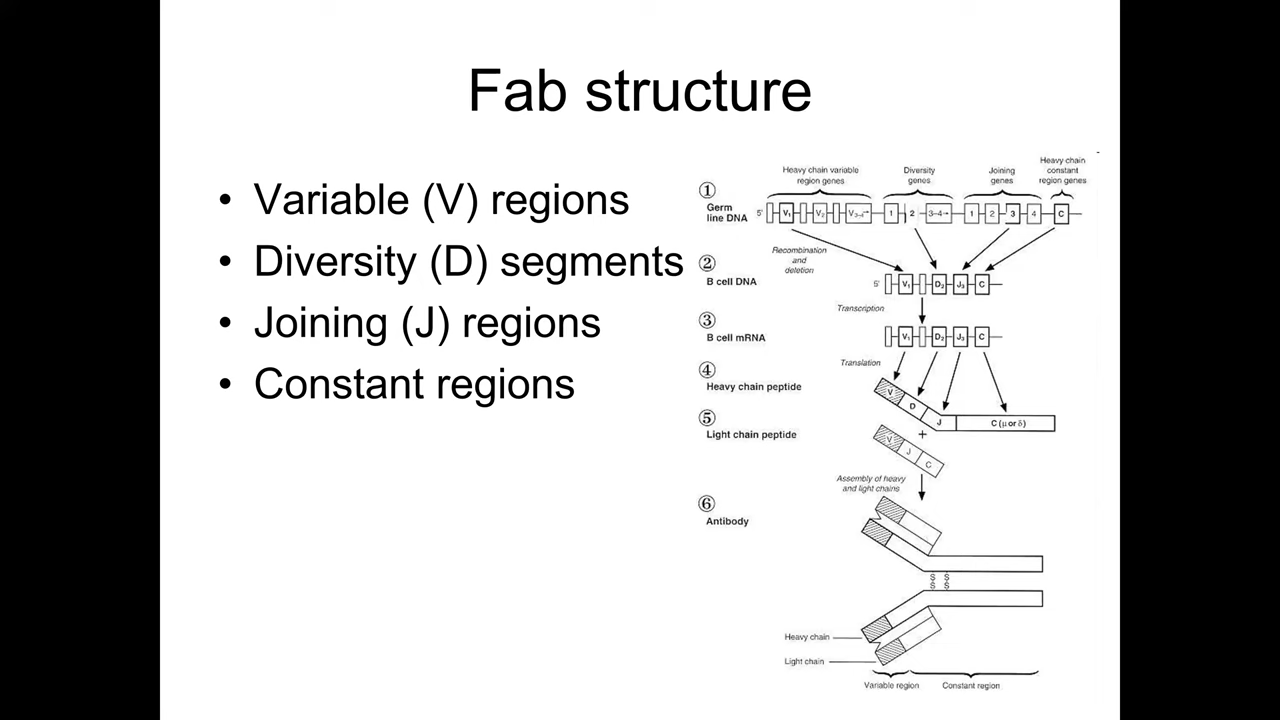 Fab structure
• Variable (V) regions
• Diversity (D) segments
• Joining (J) regions
• Constant regions
Heavy chain variable
region genes
Diversity
genes
Joining
genes
Heavy chain
constant
region genes
①
Germ
line DNA
5' V₁ V₂ V₃₋₄ 1 2 3–4 1 2 3 4 C
Recombination
and
deletion
②
B cell DNA
5' V₁ D₂ J₃ C
Transcription
③
B cell mRNA
V₁ D₂ J₃ C
Translation
④
Heavy chain peptide
V D J C (μ or δ)
⑤
Light chain peptide
+
V J C
Assembly of heavy
and light chains
⑥
Antibody
S S
S S
Heavy chain
Light chain
Variable region Constant region